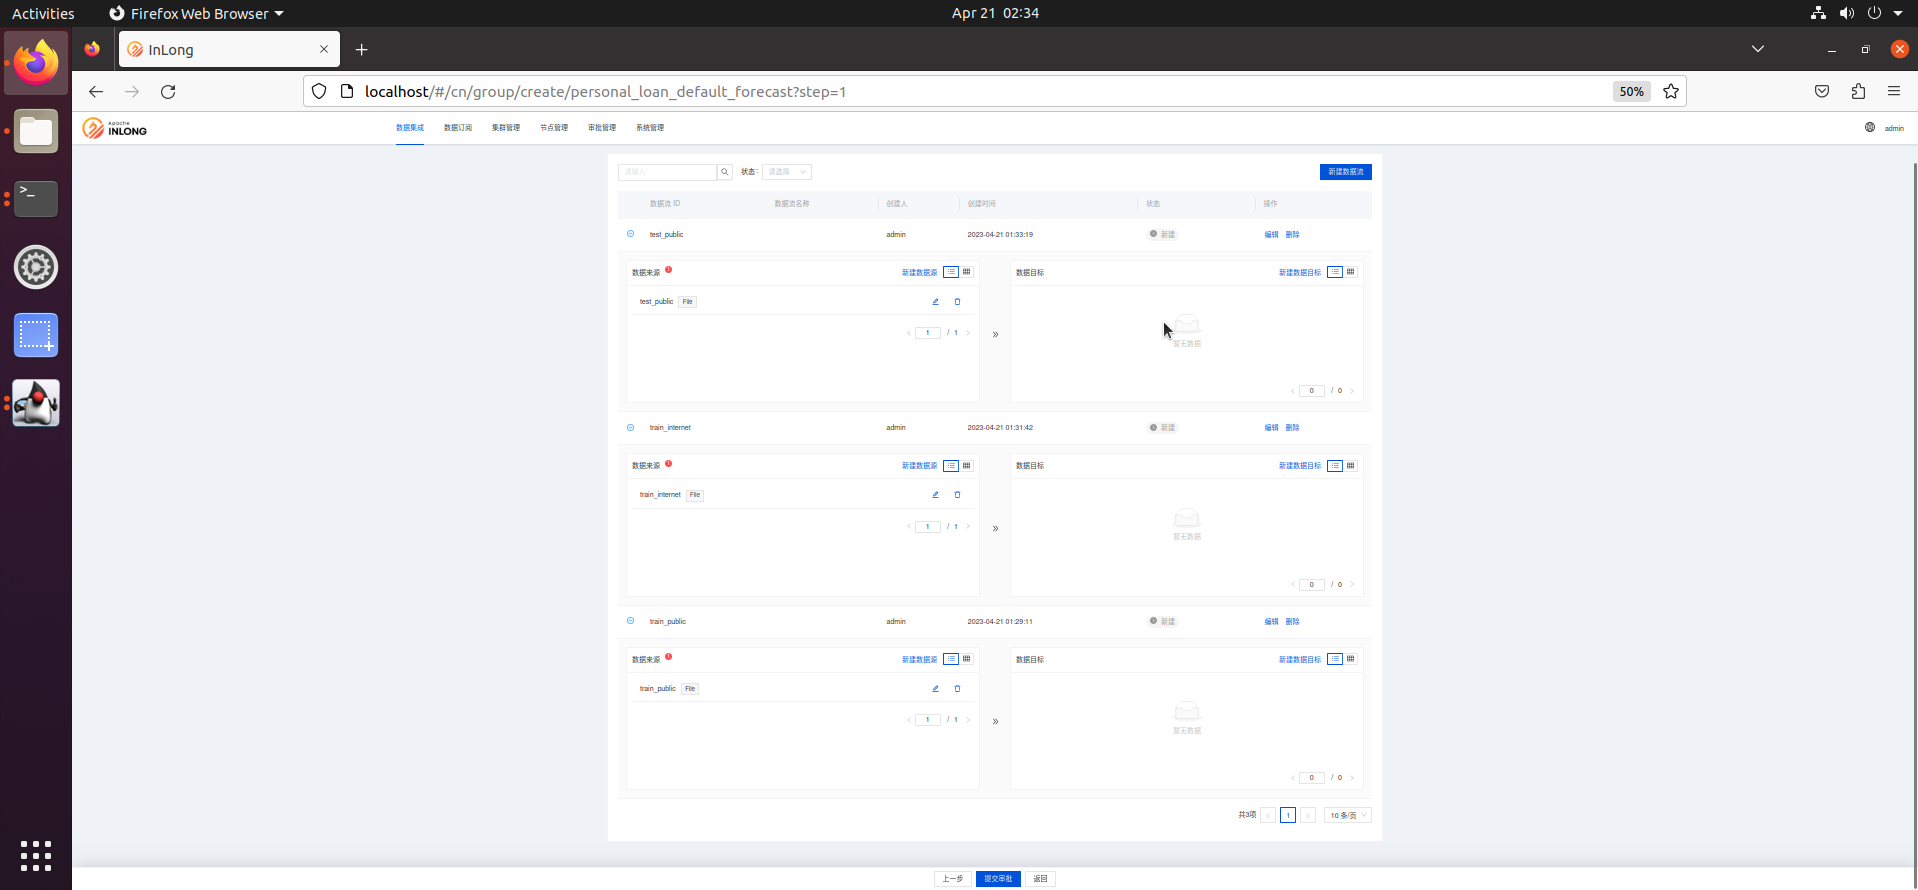 Activities Firefox Web Browser Apr 21 02:34
InLong
localhost/#/cn/group/create/personal_loan_default_forecast?step=1 50%
Apache INLONG 数据集成 数据订阅 集群管理 节点管理 审批管理 系统管理 admin
请输入 状态: 请选择 新建数据流
数据流 ID 数据流名称 创建人 创建时间 状态 操作
test_public admin 2023-04-21 01:33:19 新建 编辑 删除
数据来源 1 新建数据源 数据目标 新建数据目标
test_public File
1 / 1 »
暂无数据
0 / 0
train_internet admin 2023-04-21 01:31:42 新建 编辑 删除
数据来源 1 新建数据源 数据目标 新建数据目标
train_internet File
1 / 1 »
暂无数据
0 / 0
train_public admin 2023-04-21 01:29:11 新建 编辑 删除
数据来源 1 新建数据源 数据目标 新建数据目标
train_public File
1 / 1 »
暂无数据
0 / 0
共3项 < 1 > 10 条/页
上一步 提交审批 返回